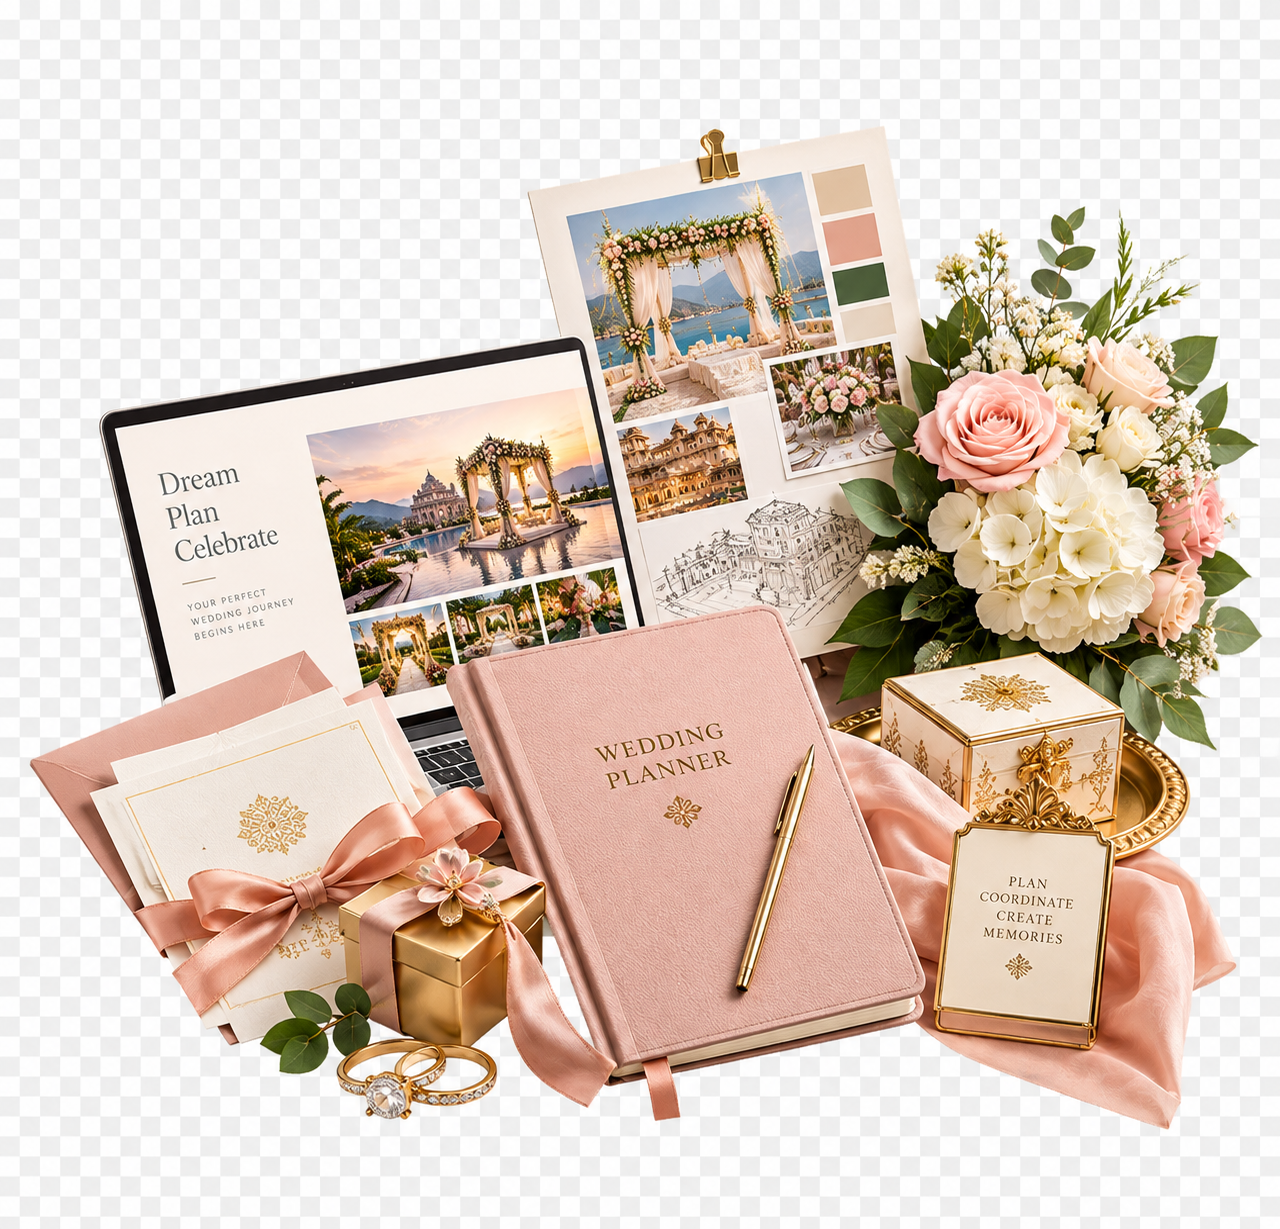 Dream
Plan
Celebrate
YOUR PERFECT
WEDDING JOURNEY
BEGINS HERE
WEDDING
PLANNER
PLAN
COORDINATE
CREATE
MEMORIES